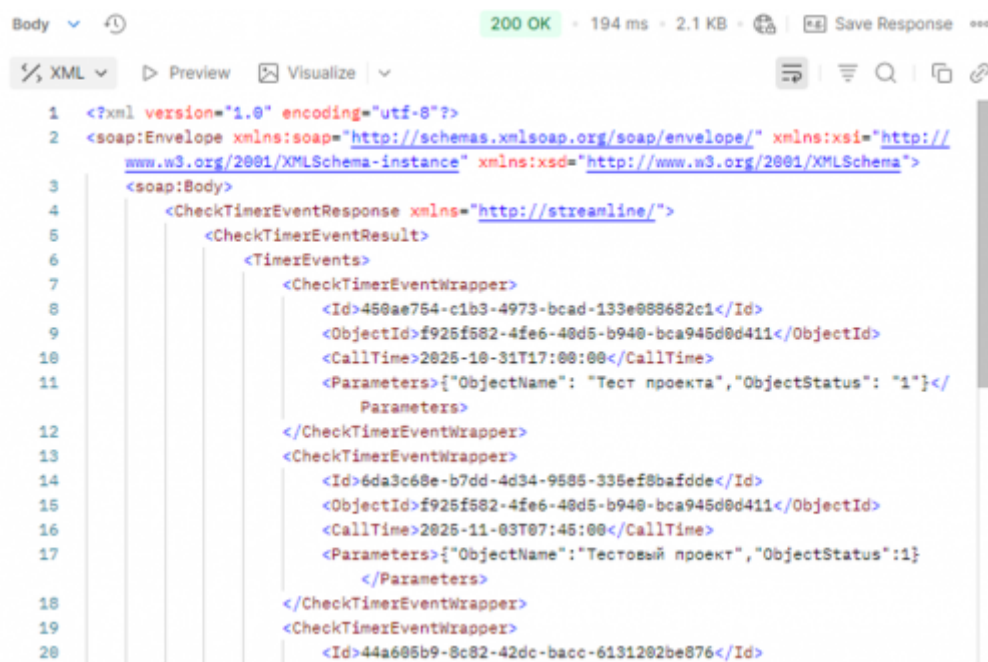 Body
200 OK • 194 ms • 2.1 KB • Save Response
XML Preview Visualize
1 <?xml version="1.0" encoding="utf-8"?>
2 <soap:Envelope xmlns:soap="http://schemas.xmlsoap.org/soap/envelope/" xmlns:xsi="http://
www.w3.org/2001/XMLSchema-instance" xmlns:xsd="http://www.w3.org/2001/XMLSchema">
3 <soap:Body>
4 <CheckTimerEventResponse xmlns="http://streamline/">
5 <CheckTimerEventResult>
6 <TimerEvents>
7 <CheckTimerEventWrapper>
8 <Id>450ae754-c1b3-4973-bcad-133e088682c1</Id>
9 <ObjectId>f925f582-4fe6-40d5-b940-bca945d0d411</ObjectId>
10 <CallTime>2025-10-31T17:00:00</CallTime>
11 <Parameters>{"ObjectName": "Тест проекта","ObjectStatus": "1"}</
Parameters>
12 </CheckTimerEventWrapper>
13 <CheckTimerEventWrapper>
14 <Id>6da3c68e-b7dd-4d34-9585-335ef8bafdde</Id>
15 <ObjectId>f925f582-4fe6-40d5-b940-bca945d0d411</ObjectId>
16 <CallTime>2025-11-03T07:45:00</CallTime>
17 <Parameters>{"ObjectName":"Тестовый проект","ObjectStatus":1}
</Parameters>
18 </CheckTimerEventWrapper>
19 <CheckTimerEventWrapper>
20 <Id>44a605b9-8c82-42dc-bacc-6131202be876</Id>